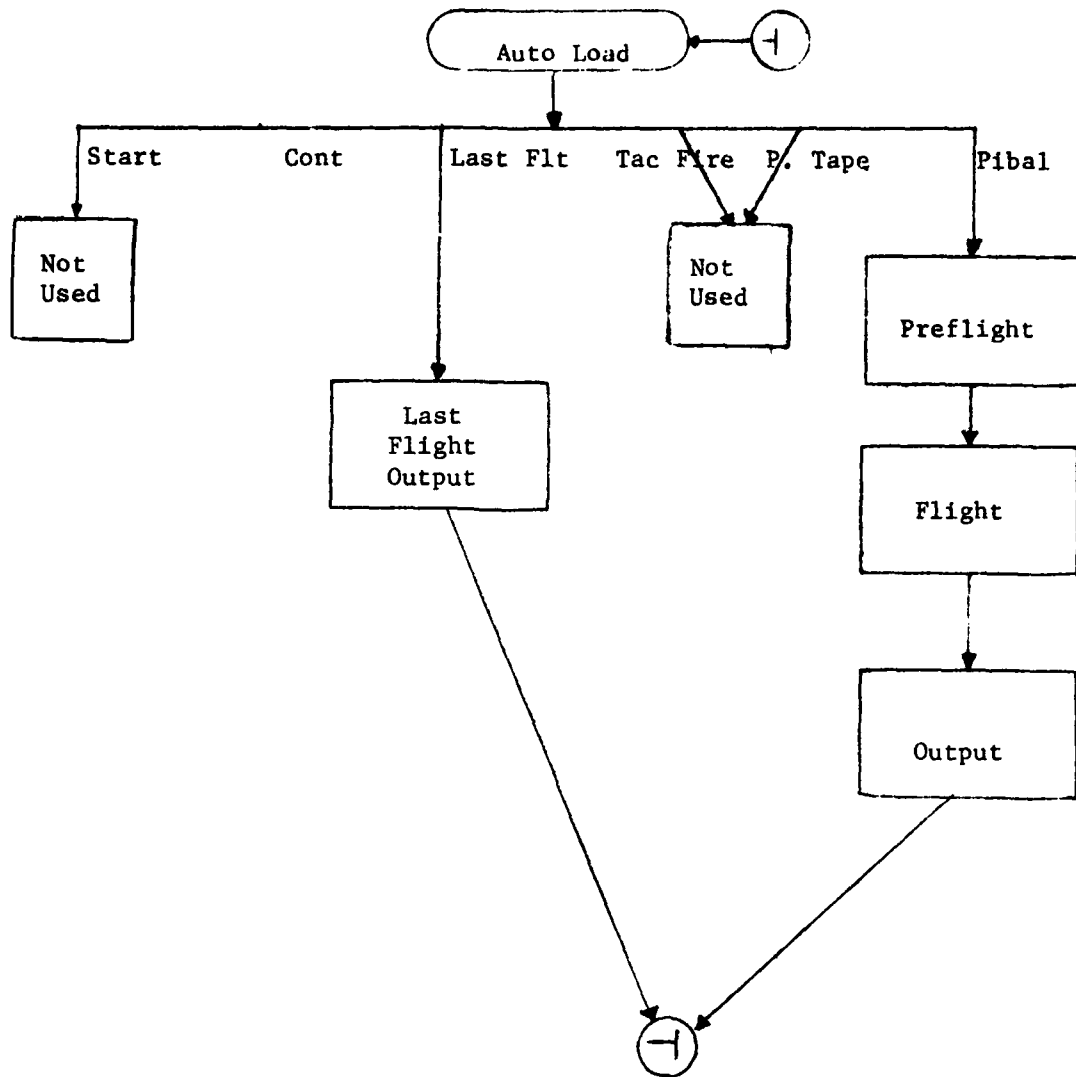 Auto Load
Start
Cont
Last Flt
Tac Fire
P. Tape
Pibal
Not
Used
Not
Used
Preflight
Last
Flight
Output
Flight
Output